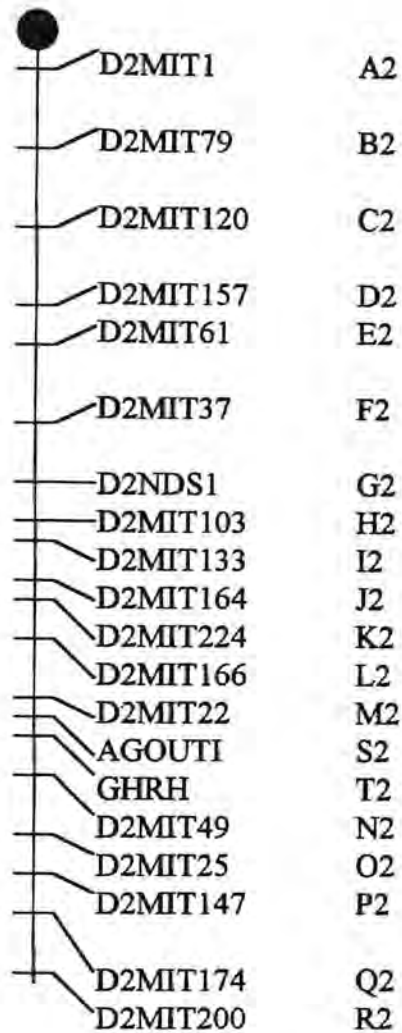 D2MIT1 A2
D2MIT79 B2
D2MIT120 C2
D2MIT157 D2
D2MIT61 E2
D2MIT37 F2
D2NDS1 G2
D2MIT103 H2
D2MIT133 I2
D2MIT164 J2
D2MIT224 K2
D2MIT166 L2
D2MIT22 M2
AGOUTI S2
GHRH T2
D2MIT49 N2
D2MIT25 O2
D2MIT147 P2
D2MIT174 Q2
D2MIT200 R2